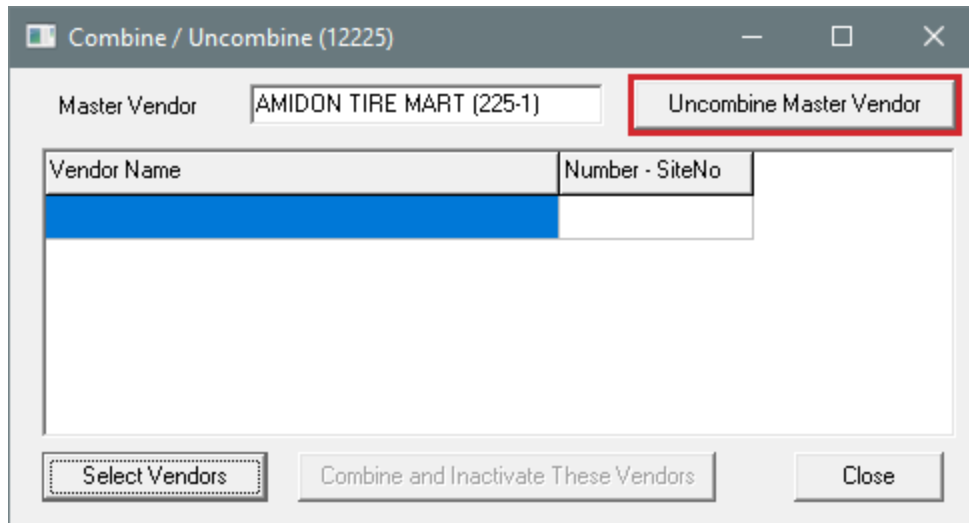 Combine / Uncombine (12225)
Master Vendor AMIDON TIRE MART (225-1) Uncombine Master Vendor
Vendor Name Number - SiteNo
Select Vendors Combine and Inactivate These Vendors Close